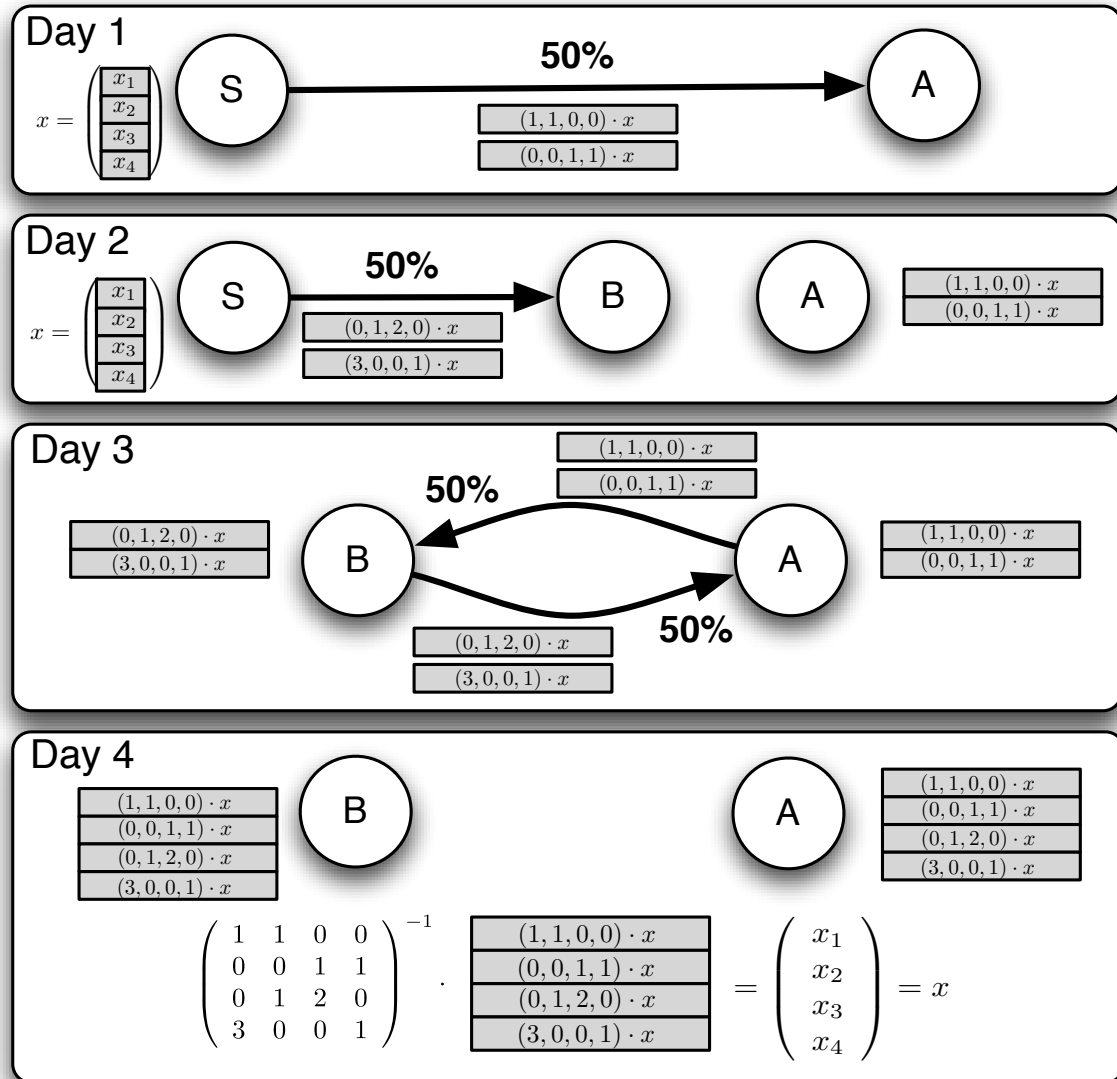 Day 1
x = ( x₁
x₂
x₃
x₄ )
S
50%
(1, 1, 0, 0) · x
(0, 0, 1, 1) · x
A
Day 2
x = ( x₁
x₂
x₃
x₄ )
S
50%
(0, 1, 2, 0) · x
(3, 0, 0, 1) · x
B
A
(1, 1, 0, 0) · x
(0, 0, 1, 1) · x
Day 3
(1, 1, 0, 0) · x
(0, 0, 1, 1) · x
50%
(0, 1, 2, 0) · x
(3, 0, 0, 1) · x
B
A
(1, 1, 0, 0) · x
(0, 0, 1, 1) · x
50%
(0, 1, 2, 0) · x
(3, 0, 0, 1) · x
Day 4
(1, 1, 0, 0) · x
(0, 0, 1, 1) · x
(0, 1, 2, 0) · x
(3, 0, 0, 1) · x
B
A
(1, 1, 0, 0) · x
(0, 0, 1, 1) · x
(0, 1, 2, 0) · x
(3, 0, 0, 1) · x
( 1 1 0 0
0 0 1 1
0 1 2 0
3 0 0 1 )⁻¹
·
(1, 1, 0, 0) · x
(0, 0, 1, 1) · x
(0, 1, 2, 0) · x
(3, 0, 0, 1) · x
= ( x₁
x₂
x₃
x₄ ) = x